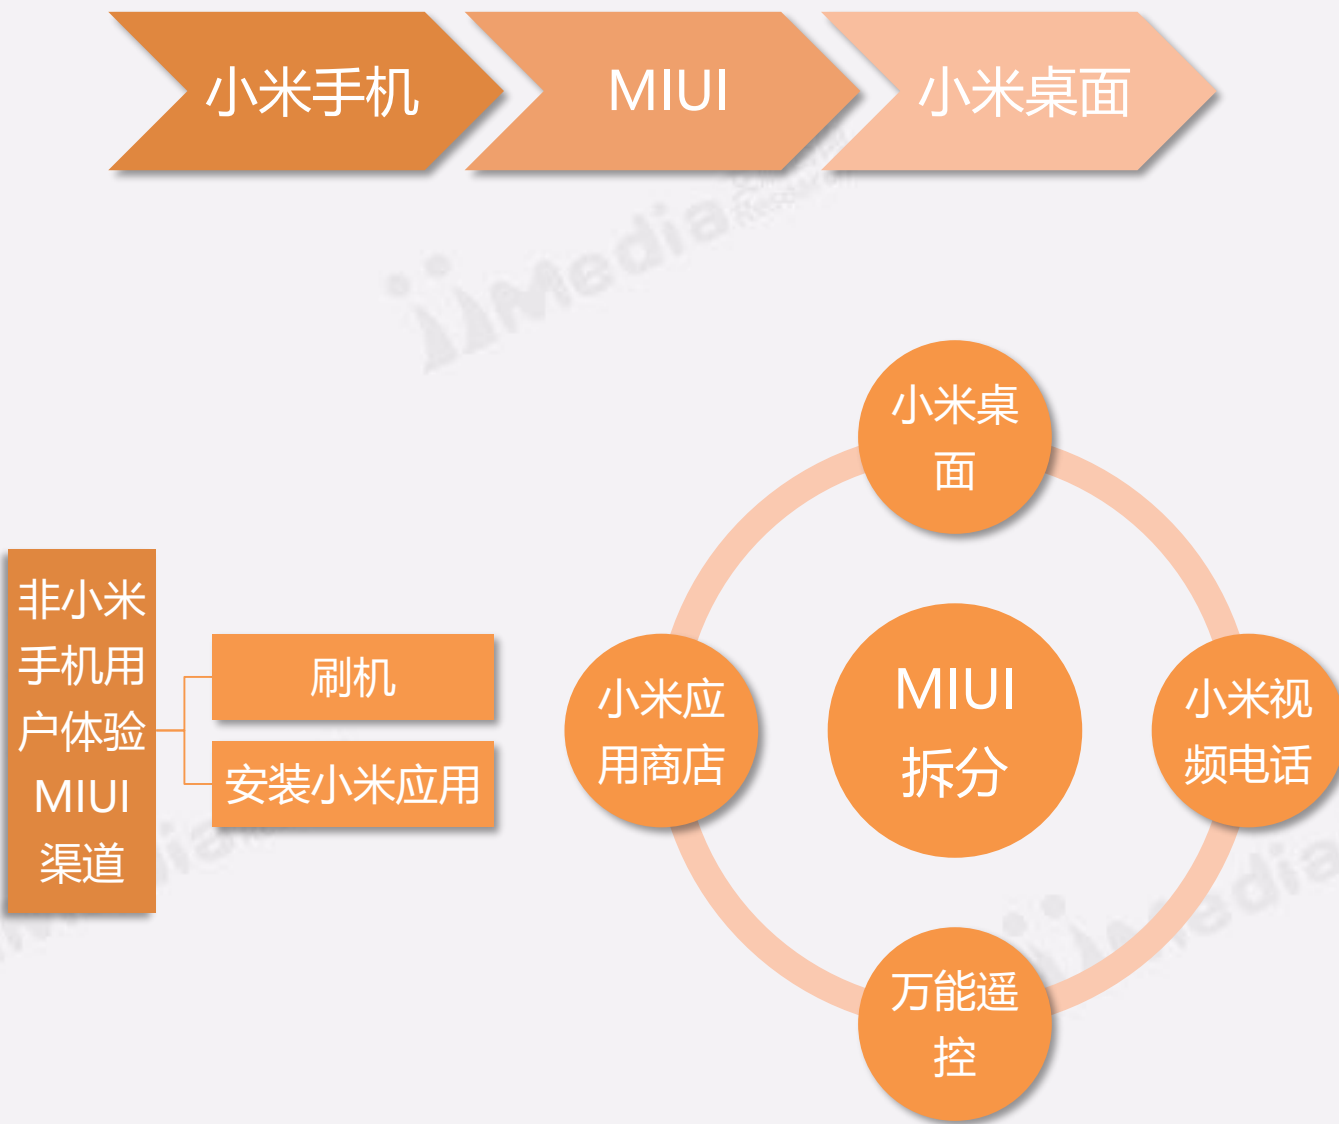 小米手机
MIUI
小米桌面
iiMedia
小米桌
面
非小米
手机用
户体验
MIUI
渠道
刷机
安装小米应用
小米应
用商店
MIUI
拆分
小米视
频电话
万能遥
控